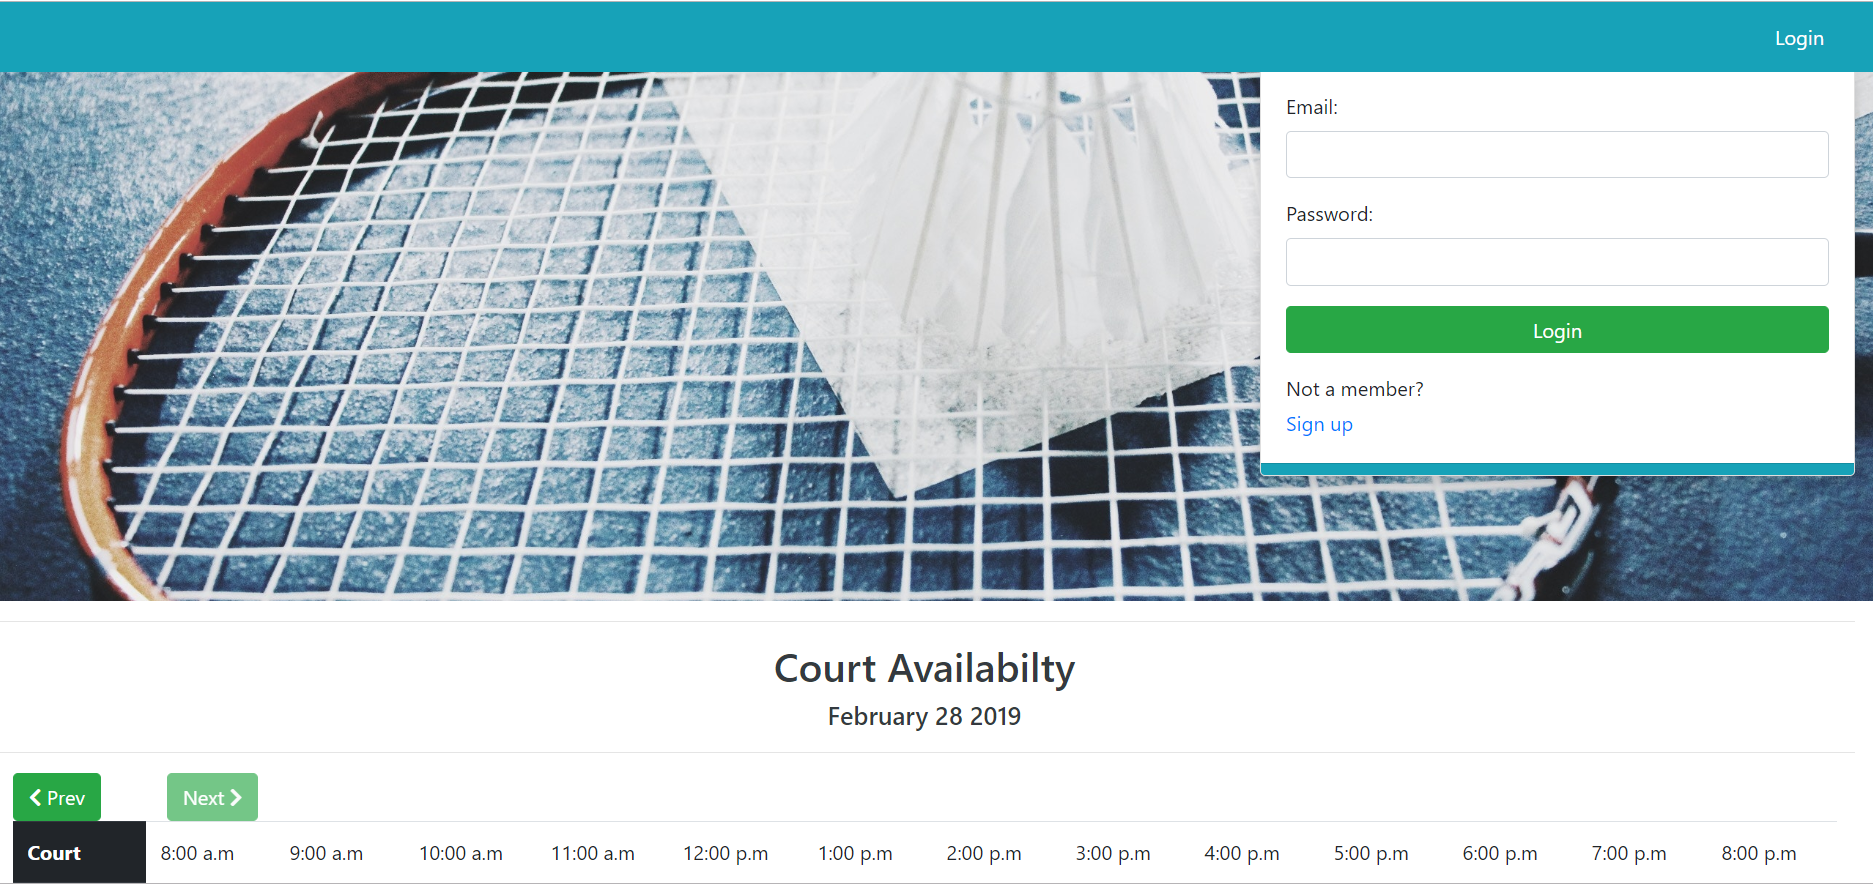 Login
Email:
Password:
Login
Not a member?
Sign up
Court Availabilty
February 28 2019
Prev Next
Court 8:00 a.m 9:00 a.m 10:00 a.m 11:00 a.m 12:00 p.m 1:00 p.m 2:00 p.m 3:00 p.m 4:00 p.m 5:00 p.m 6:00 p.m 7:00 p.m 8:00 p.m